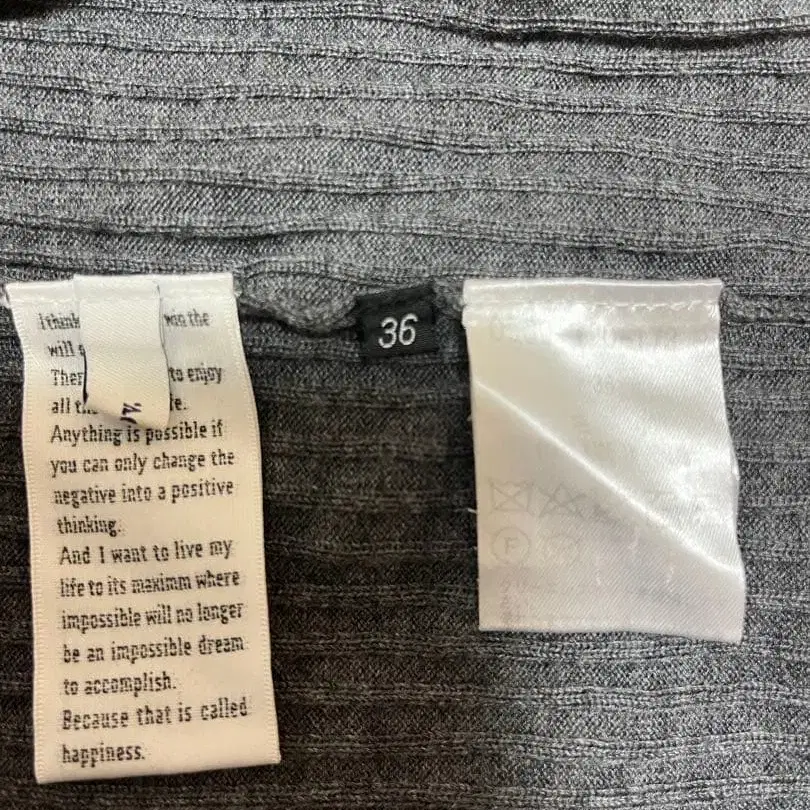 I think win the
will
to enjoy
all
Anything is possible if
you can only change the
negative into a positive
thinking.
And I want to live my
life to its maximm where
impossible will no longer
be an impossible dream
to accomplish.
Because that is called
happiness.
36
P